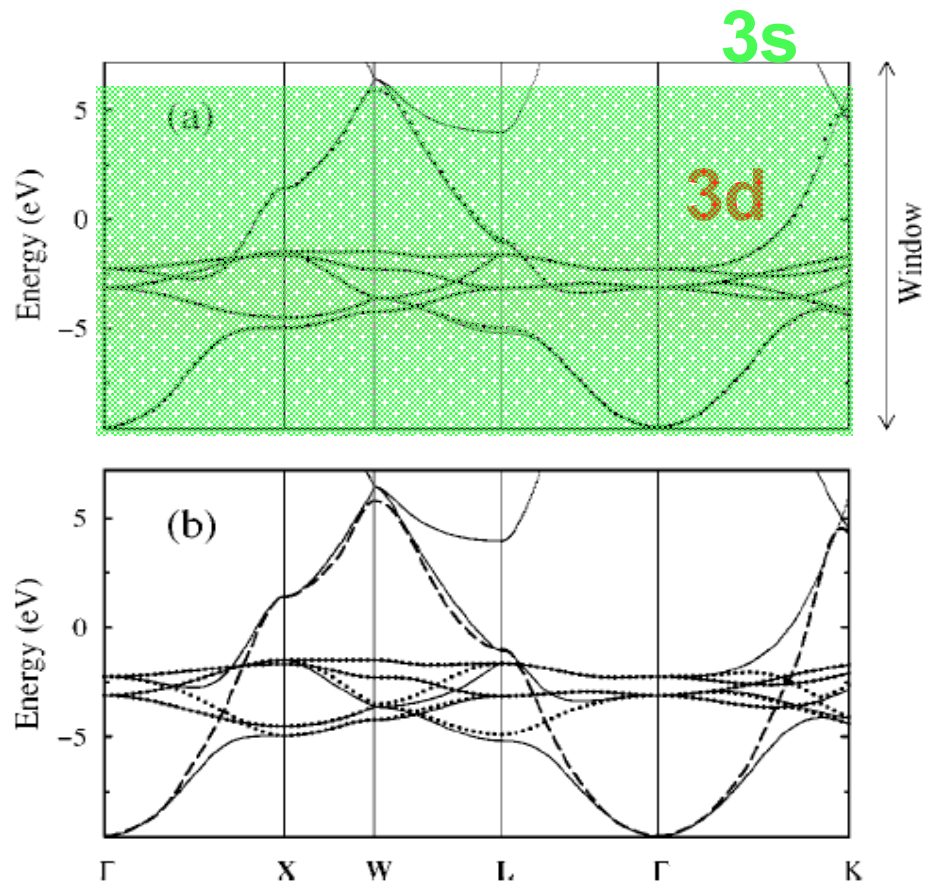 3s
5
(a)
3d
0
Energy (eV)
Window
−5
5
(b)
0
Energy (eV)
−5
Γ X W L Γ K